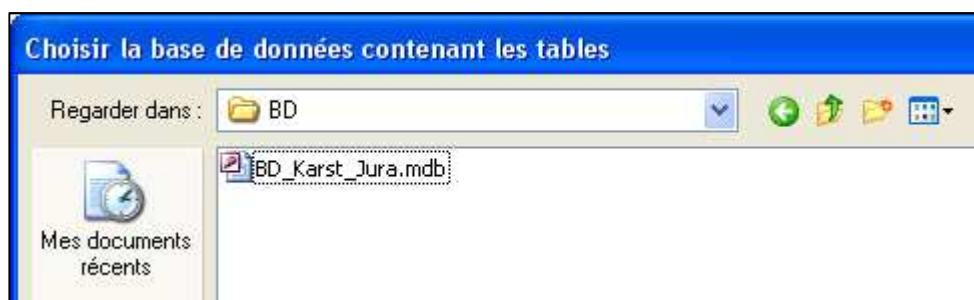 Choisir la base de données contenant les tables
Regarder dans : BD
BD_Karst_Jura.mdb
Mes documents
récents